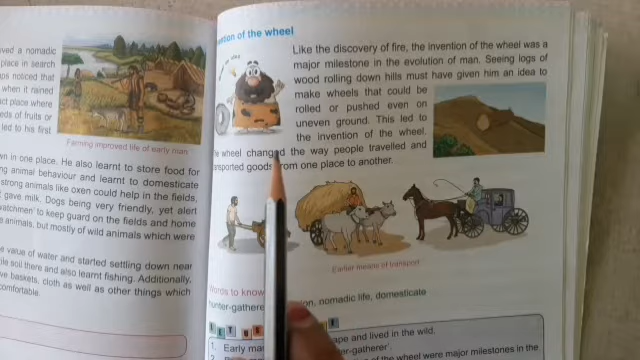 ved a nomadic
place in search
ps noticed that
when it rained
ct place where
eds of fruits or
led to his first
Farming improved life of early man
wn in one place. He also learnt to store food for
ng animal behaviour and learnt to domesticate
strong animals like oxen could help in the fields,
gave milk. Dogs being very friendly, yet alert
watchmen' to keep guard on the fields and home
e animals, but mostly of wild animals which were
e value of water and started settling down near
ile soil there and also learnt fishing. Additionally,
ve baskets, cloth as well as other things which
comfortable.
ention of the wheel
Like the discovery of fire, the invention of the wheel was a
major milestone in the evolution of man. Seeing logs of
wood rolling down hills must have given him an idea to
make wheels that could be
rolled or pushed even on
uneven ground. This led to
the invention of the wheel.
he wheel changed the way people travelled and
ansported goods from one place to another.
Earlier means of transport
Words to know
hunter-gathere on, nomadic life, domesticate
1. Early ma ape and lived in the wild.
2. er-gatherer'.
of the wheel were major milestones in the